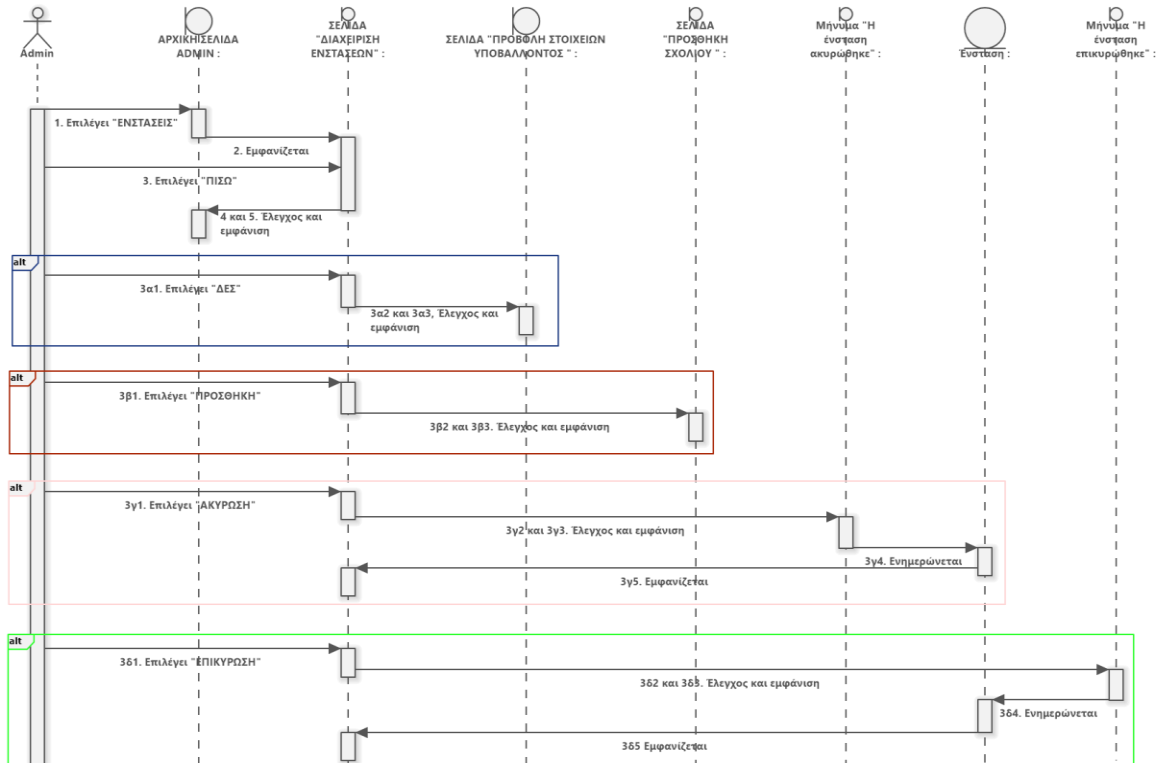 Admin
ΑΡΧΙΚΗ ΣΕΛΙΔΑ
ADMIN :
ΣΕΛΙΔΑ
"ΔΙΑΧΕΙΡΙΣΗ
ΕΝΣΤΑΣΕΩΝ" :
ΣΕΛΙΔΑ "ΠΡΟΒΟΛΗ ΣΤΟΙΧΕΙΩΝ
ΥΠΟΒΑΛΛΟΝΤΟΣ " :
ΣΕΛΙΔΑ
"ΠΡΟΣΘΗΚΗ
ΣΧΟΛΙΟΥ " :
Μήνυμα "Η
ένσταση
ακυρώθηκε" :
Ένσταση :
Μήνυμα "Η
ένσταση
επικυρώθηκε" :
1. Επιλέγει "ΕΝΣΤΑΣΕΙΣ"
2. Εμφανίζεται
3. Επιλέγει "ΠΙΣΩ"
4 και 5. Έλεγχος και
εμφάνιση
alt
3α1. Επιλέγει "ΔΕΣ"
3α2 και 3α3, Έλεγχος και
εμφάνιση
alt
3β1. Επιλέγει "ΠΡΟΣΘΗΚΗ"
3β2 και 3β3. Έλεγχος και εμφάνιση
alt
3γ1. Επιλέγει "ΑΚΥΡΩΣΗ"
3γ2 και 3γ3. Έλεγχος και εμφάνιση
3γ4. Ενημερώνεται
3γ5. Εμφανίζεται
alt
3δ1. Επιλέγει "ΕΠΙΚΥΡΩΣΗ"
3δ2 και 3δ3. Έλεγχος και εμφάνιση
3δ4. Ενημερώνεται
3δ5 Εμφανίζεται